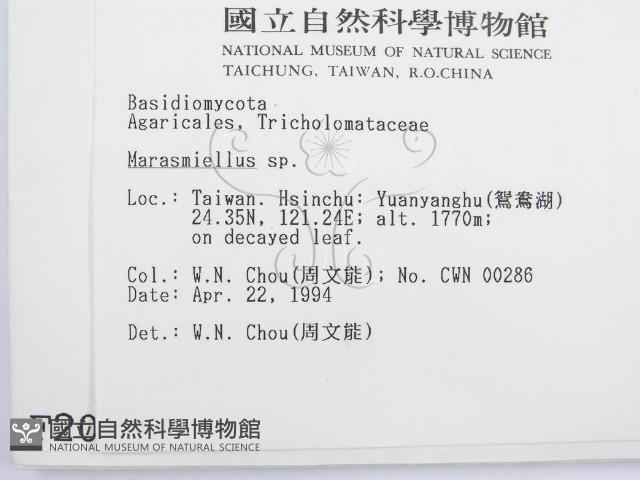 國立自然科學博物館
NATIONAL MUSEUM OF NATURAL SCIENCE
TAICHUNG, TAIWAN, R.O.CHINA
Basidiomycota
Agaricales, Tricholomataceae
Marasmiellus sp.
Loc.: Taiwan. Hsinchu: Yuanyanghu(鴛鴦湖)
24.35N, 121.24E; alt. 1770m;
on decayed leaf.
Col.: W.N. Chou(周文能); No. CWN 00286
Date: Apr. 22, 1994
Det.: W.N. Chou(周文能)
國立自然科學博物館
NATIONAL MUSEUM OF NATURAL SCIENCE